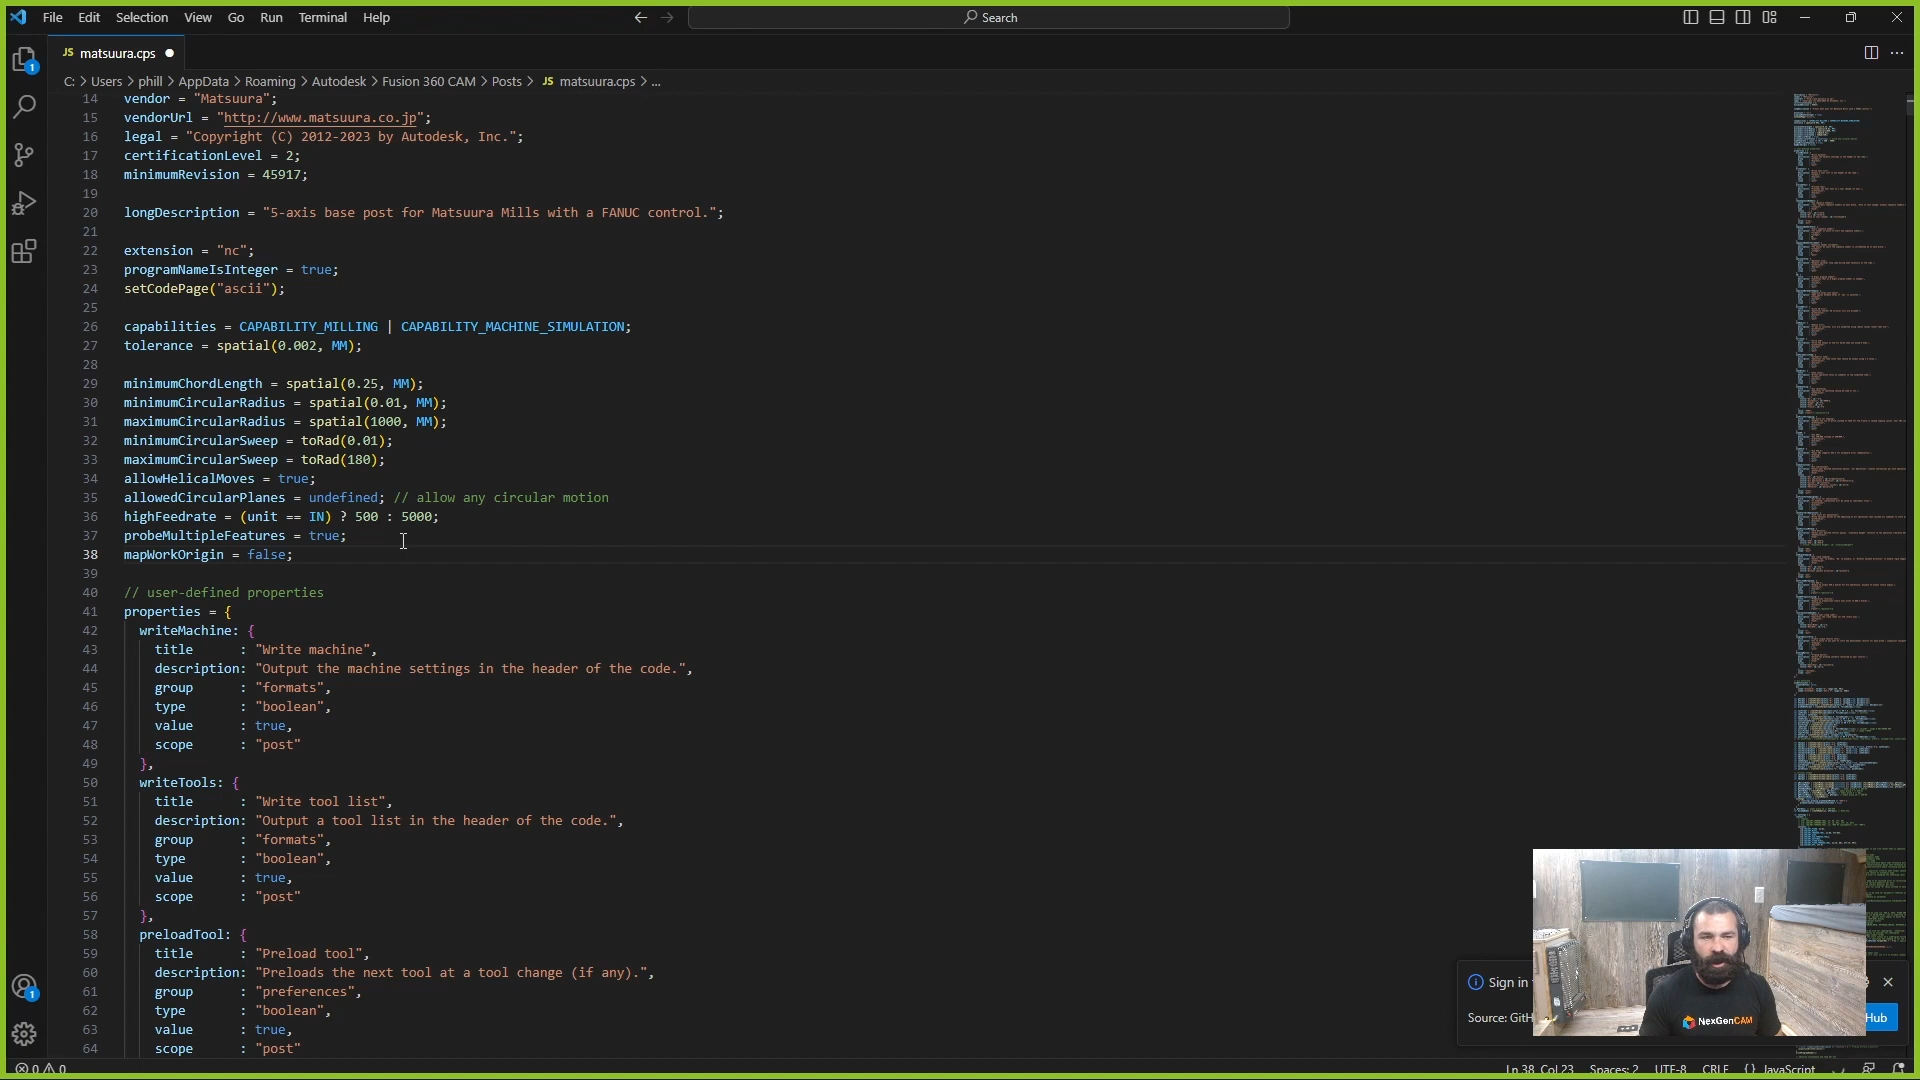 File Edit Selection View Go Run Terminal Help
Search
JS matsuura.cps
C: > Users > phill > AppData > Roaming > Autodesk > Fusion 360 CAM > Posts > JS matsuura.cps > ...
14 vendor = "Matsuura";
15 vendorUrl = "http://www.matsuura.co.jp";
16 legal = "Copyright (C) 2012-2023 by Autodesk, Inc.";
17 certificationLevel = 2;
18 minimumRevision = 45917;
19
20 longDescription = "5-axis base post for Matsuura Mills with a FANUC control.";
21
22 extension = "nc";
23 programNameIsInteger = true;
24 setCodePage("ascii");
25
26 capabilities = CAPABILITY_MILLING | CAPABILITY_MACHINE_SIMULATION;
27 tolerance = spatial(0.002, MM);
28
29 minimumChordLength = spatial(0.25, MM);
30 minimumCircularRadius = spatial(0.01, MM);
31 maximumCircularRadius = spatial(1000, MM);
32 minimumCircularSweep = toRad(0.01);
33 maximumCircularSweep = toRad(180);
34 allowHelicalMoves = true;
35 allowedCircularPlanes = undefined; // allow any circular motion
36 highFeedrate = (unit == IN) ? 500 : 5000;
37 probeMultipleFeatures = true;
38 mapWorkOrigin = false;
39
40 // user-defined properties
41 properties = {
42 writeMachine: {
43 title : "Write machine",
44 description: "Output the machine settings in the header of the code.",
45 group : "formats",
46 type : "boolean",
47 value : true,
48 scope : "post"
49 },
50 writeTools: {
51 title : "Write tool list",
52 description: "Output a tool list in the header of the code.",
53 group : "formats",
54 type : "boolean",
55 value : true,
56 scope : "post"
57 },
58 preloadTool: {
59 title : "Preload tool",
60 description: "Preloads the next tool at a tool change (if any).",
61 group : "preferences",
62 type : "boolean",
63 value : true,
64 scope : "post"
1
1
Sign in
Source: GitH
Hub
NexGenCAM
0 0
Ln 38, Col 23 Spaces: 2 UTF-8 CRLF {} JavaScript